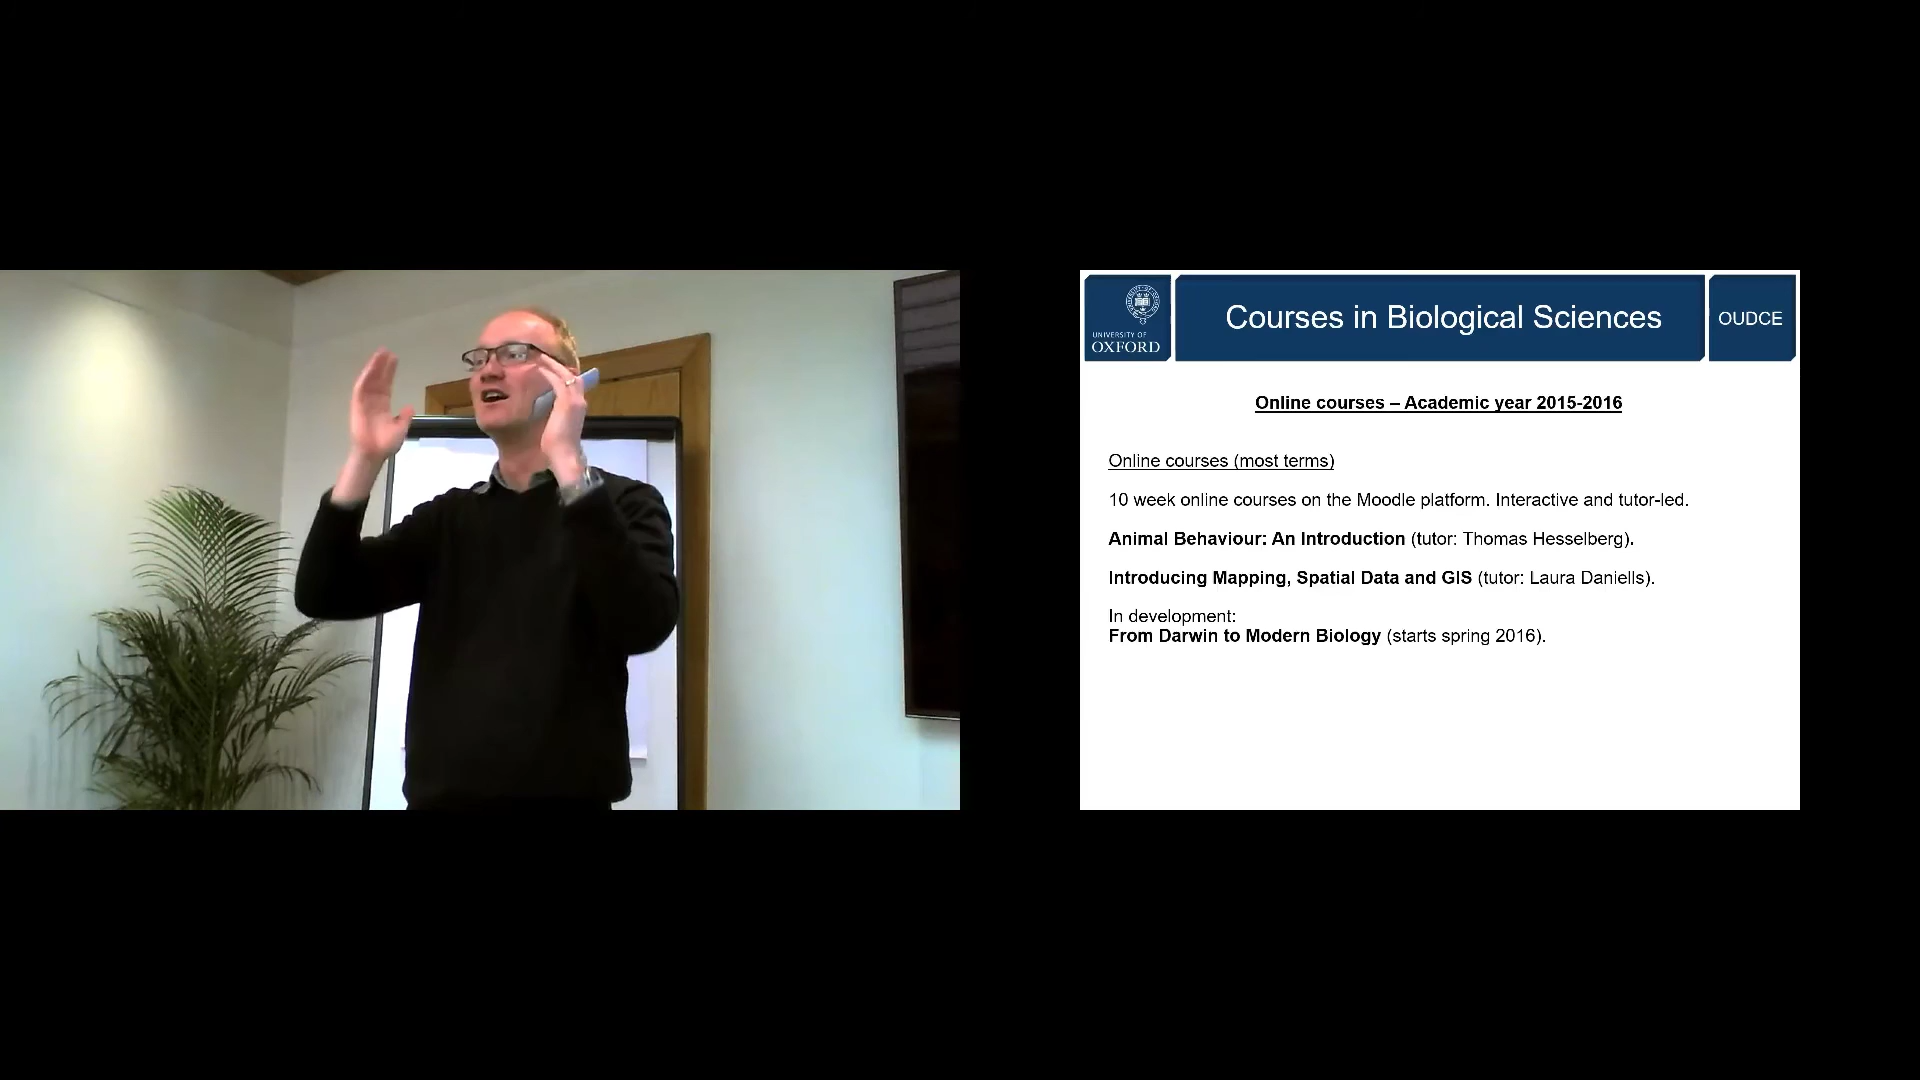 UNIVERSITY OF
OXFORD
Courses in Biological Sciences
OUDCE
Online courses – Academic year 2015-2016
Online courses (most terms)
10 week online courses on the Moodle platform. Interactive and tutor-led.
Animal Behaviour: An Introduction (tutor: Thomas Hesselberg).
Introducing Mapping, Spatial Data and GIS (tutor: Laura Daniells).
In development:
From Darwin to Modern Biology (starts spring 2016).